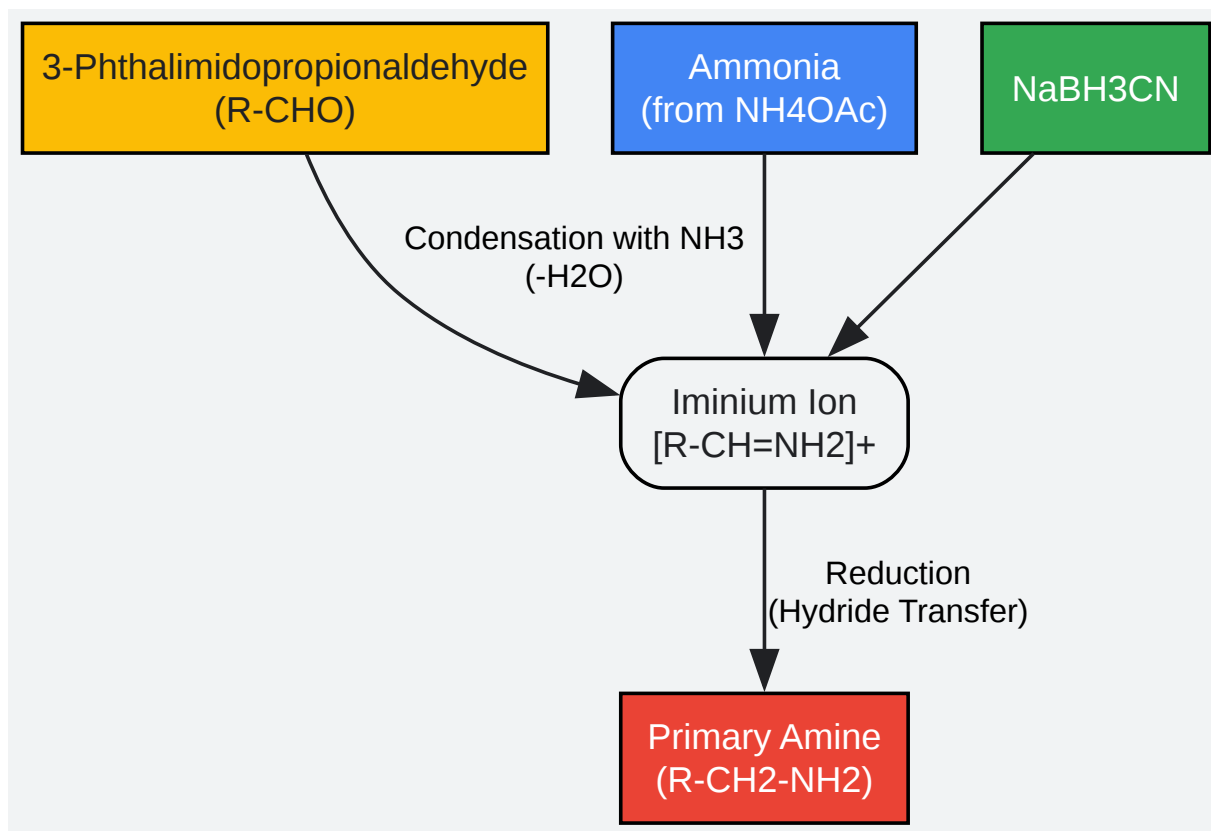 3-Phthalimidopropionaldehyde
(R-CHO)
Ammonia
(from NH4OAc)
NaBH3CN
Condensation with NH3
(-H2O)
Iminium Ion
[R-CH=NH2]+
Reduction
(Hydride Transfer)
Primary Amine
(R-CH2-NH2)